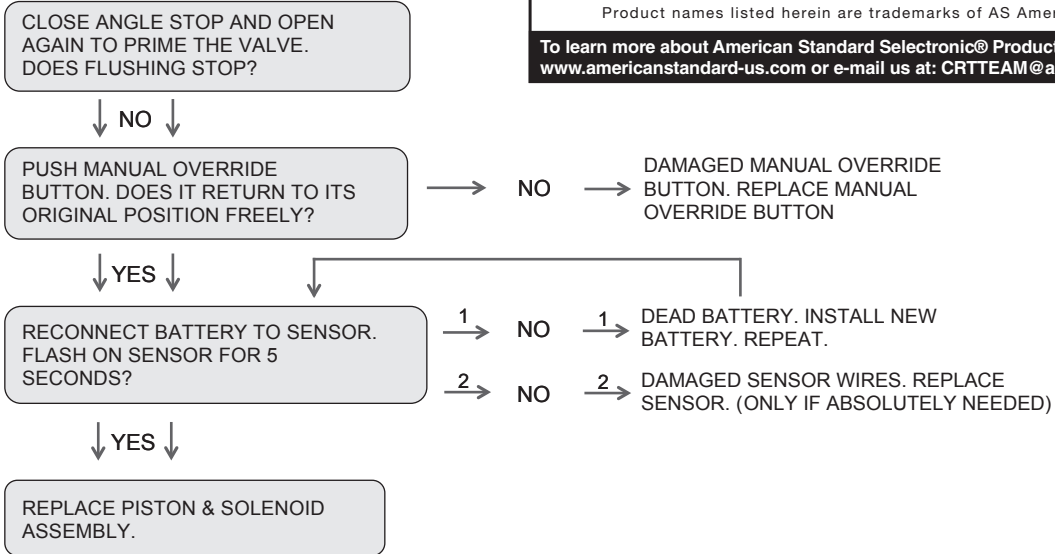 Product names listed herein are trademarks of AS
To learn more about American Standard Selectronic®
www.americanstandard-us.com or e-mail us at:
CLOSE ANGLE STOP AND OPEN
AGAIN TO PRIME THE VALVE.
DOES FLUSHING STOP?
NO
PUSH MANUAL OVERRIDE
BUTTON. DOES IT RETURN TO ITS
ORIGINAL POSITION FREELY?
NO
DAMAGED MANUAL OVERRIDE
BUTTON. REPLACE MANUAL
OVERRIDE BUTTON
YES
RECONNECT BATTERY TO SENSOR.
FLASH ON SENSOR FOR 5
SECONDS?
1
NO
1
DEAD BATTERY. INSTALL NEW
BATTERY. REPEAT.
2
NO
2
DAMAGED SENSOR WIRES. REPLACE
SENSOR. (ONLY IF ABSOLUTELY NEEDED)
YES
REPLACE PISTON & SOLENOID
ASSEMBLY.